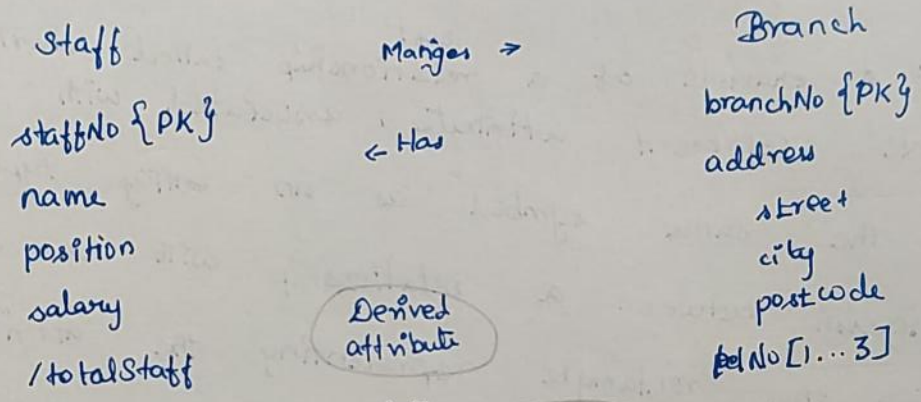 Staff
Manges →
Branch
staffNo {PK}
← Has
branchNo {PK}
name
address
position
street
salary
city
/totalStaff
postcode
Derived
attribute
telNo [1...3]